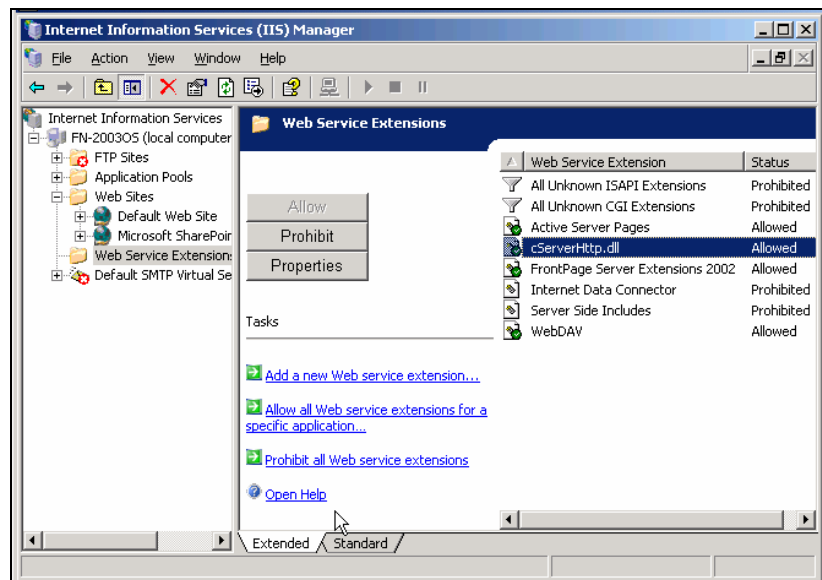 Internet Information Services (IIS) Manager
File Action View Window Help
Internet Information Services
FN-2003OS (local computer
FTP Sites
Application Pools
Web Sites
Default Web Site
Microsoft SharePoir
Web Service Extension
Default SMTP Virtual Se
Web Service Extensions
Allow
Prohibit
Properties
Tasks
Add a new Web service extension...
Allow all Web service extensions for a
specific application...
Prohibit all Web service extensions
Open Help
Web Service Extension Status
All Unknown ISAPI Extensions Prohibited
All Unknown CGI Extensions Prohibited
Active Server Pages Allowed
cServerHttp.dll Allowed
FrontPage Server Extensions 2002 Allowed
Internet Data Connector Prohibited
Server Side Includes Prohibited
WebDAV Allowed
Extended Standard